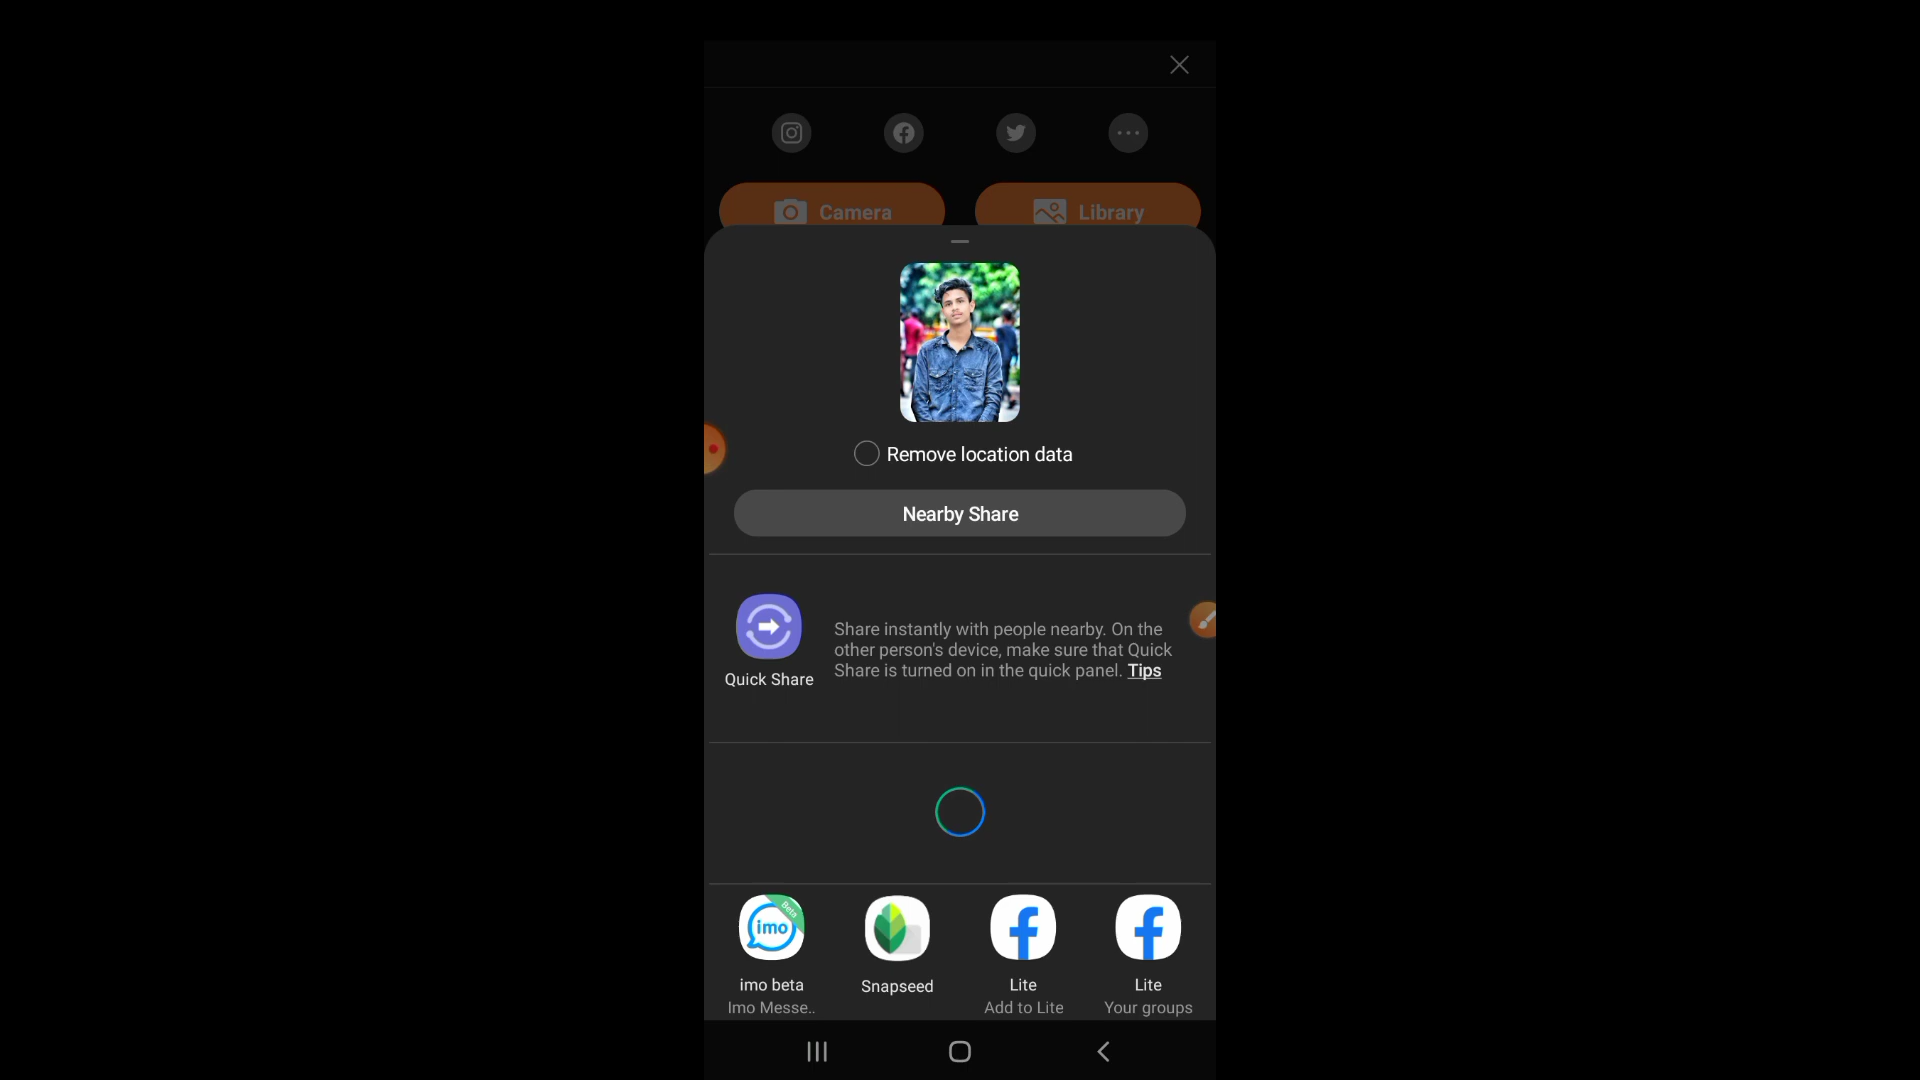 Camera
Library
Remove location data
Nearby Share
Share instantly with people nearby. On the
other person's device, make sure that Quick
Share is turned on in the quick panel. Tips
Quick Share
Beta
imo
imo beta
Snapseed
Lite
Lite
Imo Messe..
Add to Lite
Your groups